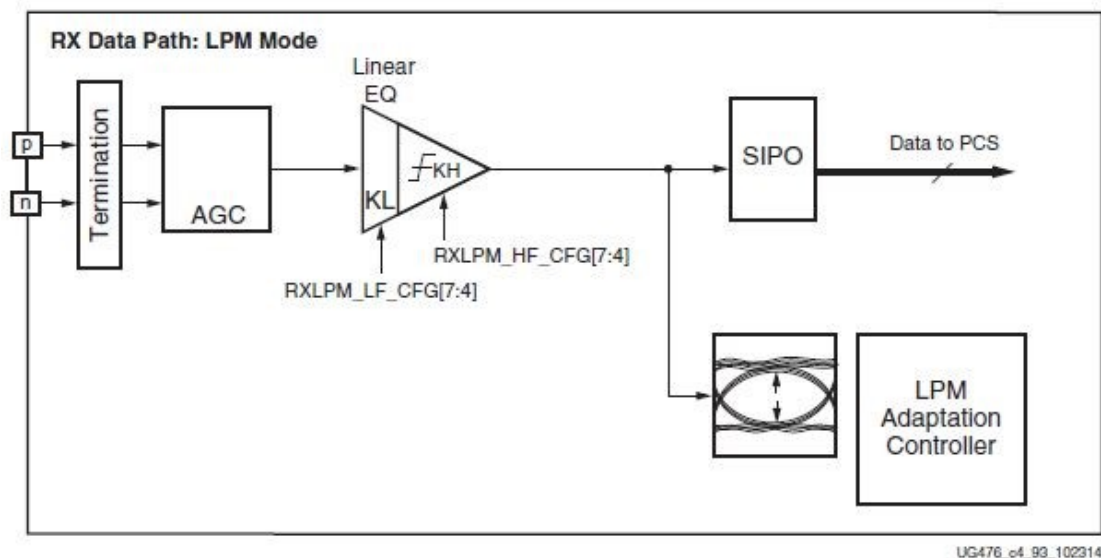 RX Data Path: LPM Mode
p
n
Termination
AGC
Linear
EQ
KL
KH
RXLPM_HF_CFG[7:4]
RXLPM_LF_CFG[7:4]
SIPO
Data to PCS
LPM
Adaptation
Controller
UG476_c4_93_102314